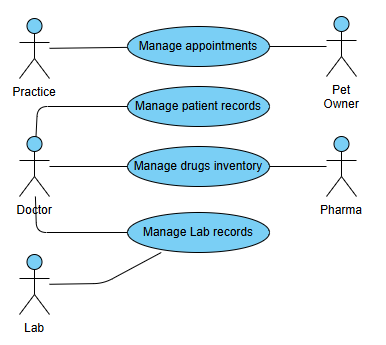 Manage appointments
Practice
Pet
Owner
Manage patient records
Manage drugs inventory
Doctor
Pharma
Manage Lab records
Lab